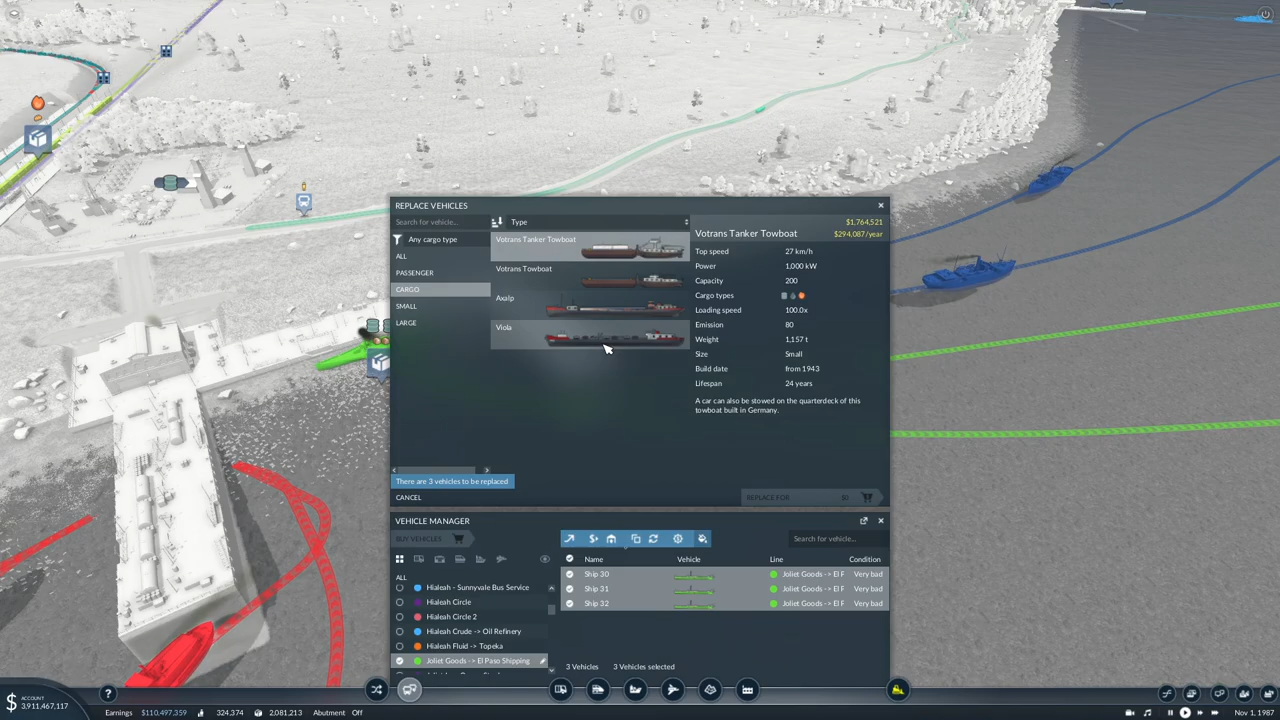 REPLACE VEHICLES
Search for vehicle...
Type
$1,764,521
Any cargo type
Votrans Tanker Towboat
Votrans Tanker Towboat
$294,087/year
ALL
Top speed 27 km/h
PASSENGER
Votrans Towboat
Power 1,000 kW
Capacity 200
CARGO
Axalp
Cargo types
SMALL
Loading speed 100.0x
LARGE
Viola
Emission 80
Weight 1,157 t
Size Small
Build date from 1943
Lifespan 24 years
A car can also be stowed on the quarterdeck of this
towboat built in Germany.
There are 3 vehicles to be replaced
CANCEL
REPLACE FOR $0
VEHICLE MANAGER
BUY VEHICLES
Search for vehicle...
Name Vehicle Line Condition
ALL
Ship 30 Joliet Goods -> El P Very bad
Hialeah - Sunnyvale Bus Service
Ship 31 Joliet Goods -> El P Very bad
Hialeah Circle
Ship 32 Joliet Goods -> El P Very bad
Hialeah Circle 2
Hialeah Crude -> Oil Refinery
Hialeah Fluid -> Topeka
Joliet Goods -> El Paso Shipping
3 Vehicles 3 Vehicles selected
$ ACCOUNT
3,911,467,117
?
Earnings $110,497,359 324,374 2,081,213 Abutment Off
Nov 1, 1987